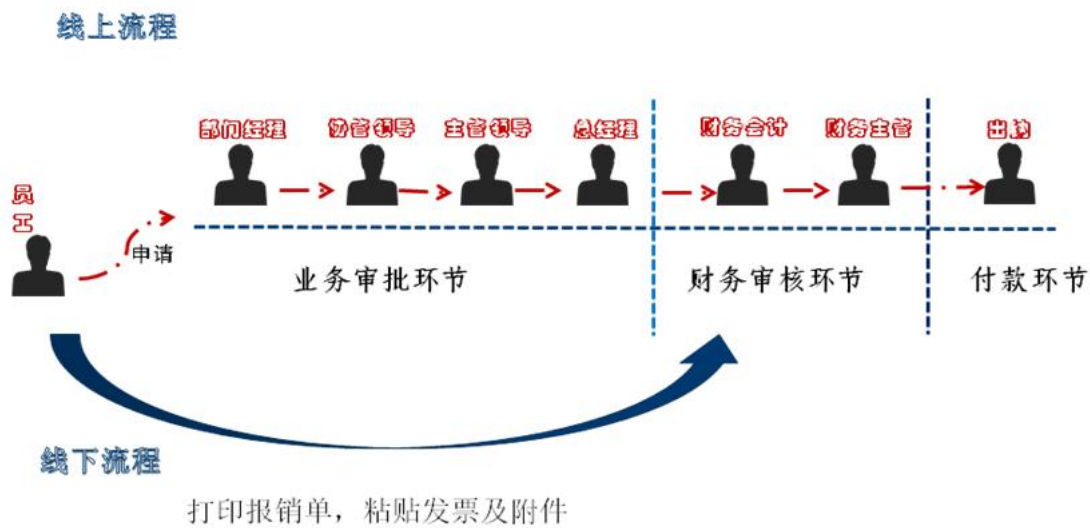 线上流程
部门经理 协管领导 主管领导 总经理 财务会计 财务主管 出纳
员工
申请
业务审批环节 财务审核环节 付款环节
线下流程
打印报销单，粘贴发票及附件